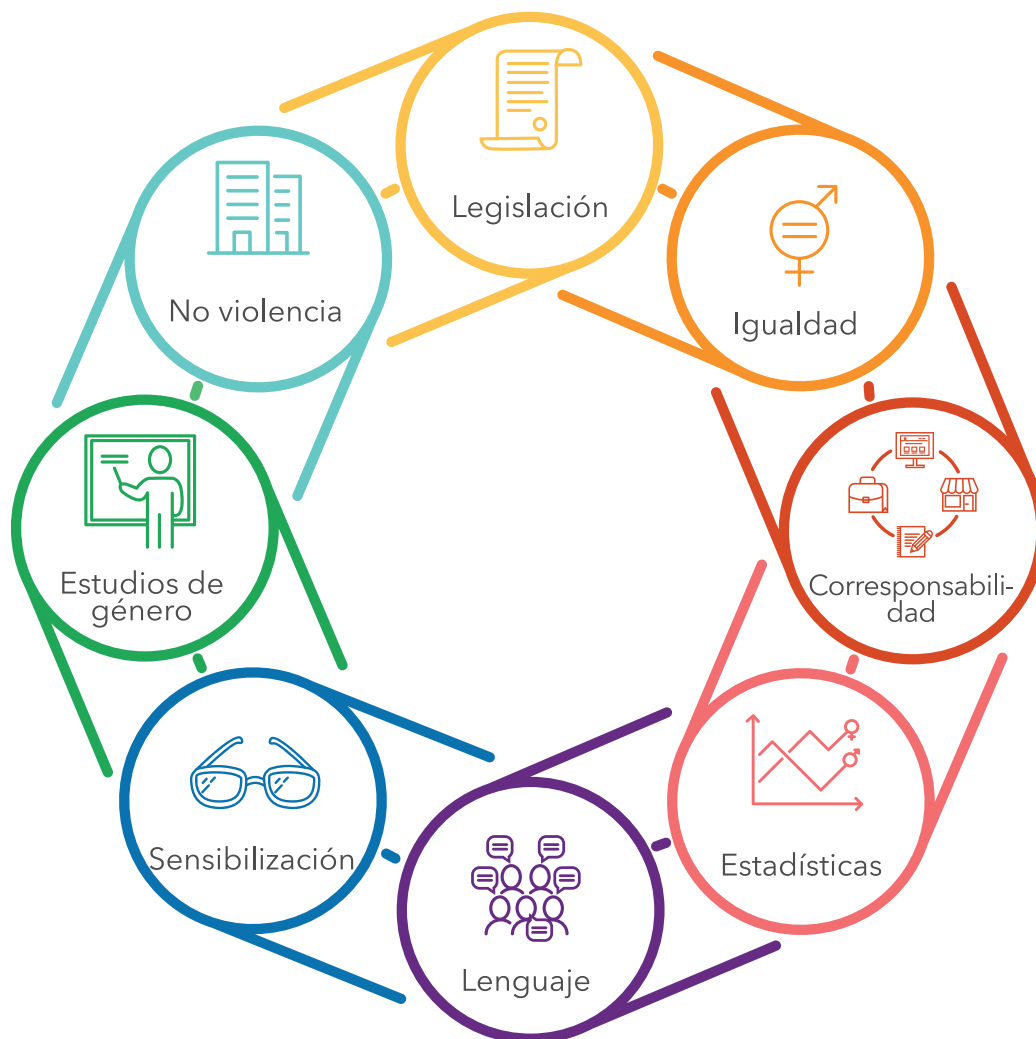 Legislación
Igualdad
Corresponsabili-
dad
Estadísticas
Lenguaje
Sensibilización
Estudios de
género
No violencia